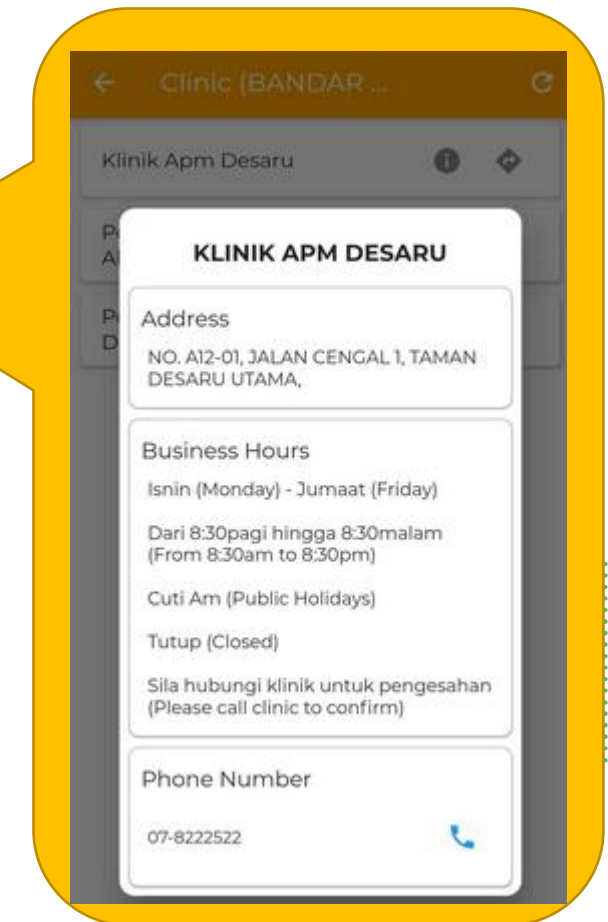 Clinic (BANDAR ...
Klinik Apm Desaru
KLINIK APM DESARU
Address
NO. A12-01, JALAN CENGAL 1, TAMAN
DESARU UTAMA,
Business Hours
Isnin (Monday) - Jumaat (Friday)
Dari 8:30pagi hingga 8:30malam
(From 8:30am to 8:30pm)
Cuti Am (Public Holidays)
Tutup (Closed)
Sila hubungi klinik untuk pengesahan
(Please call clinic to confirm)
Phone Number
07-8222522